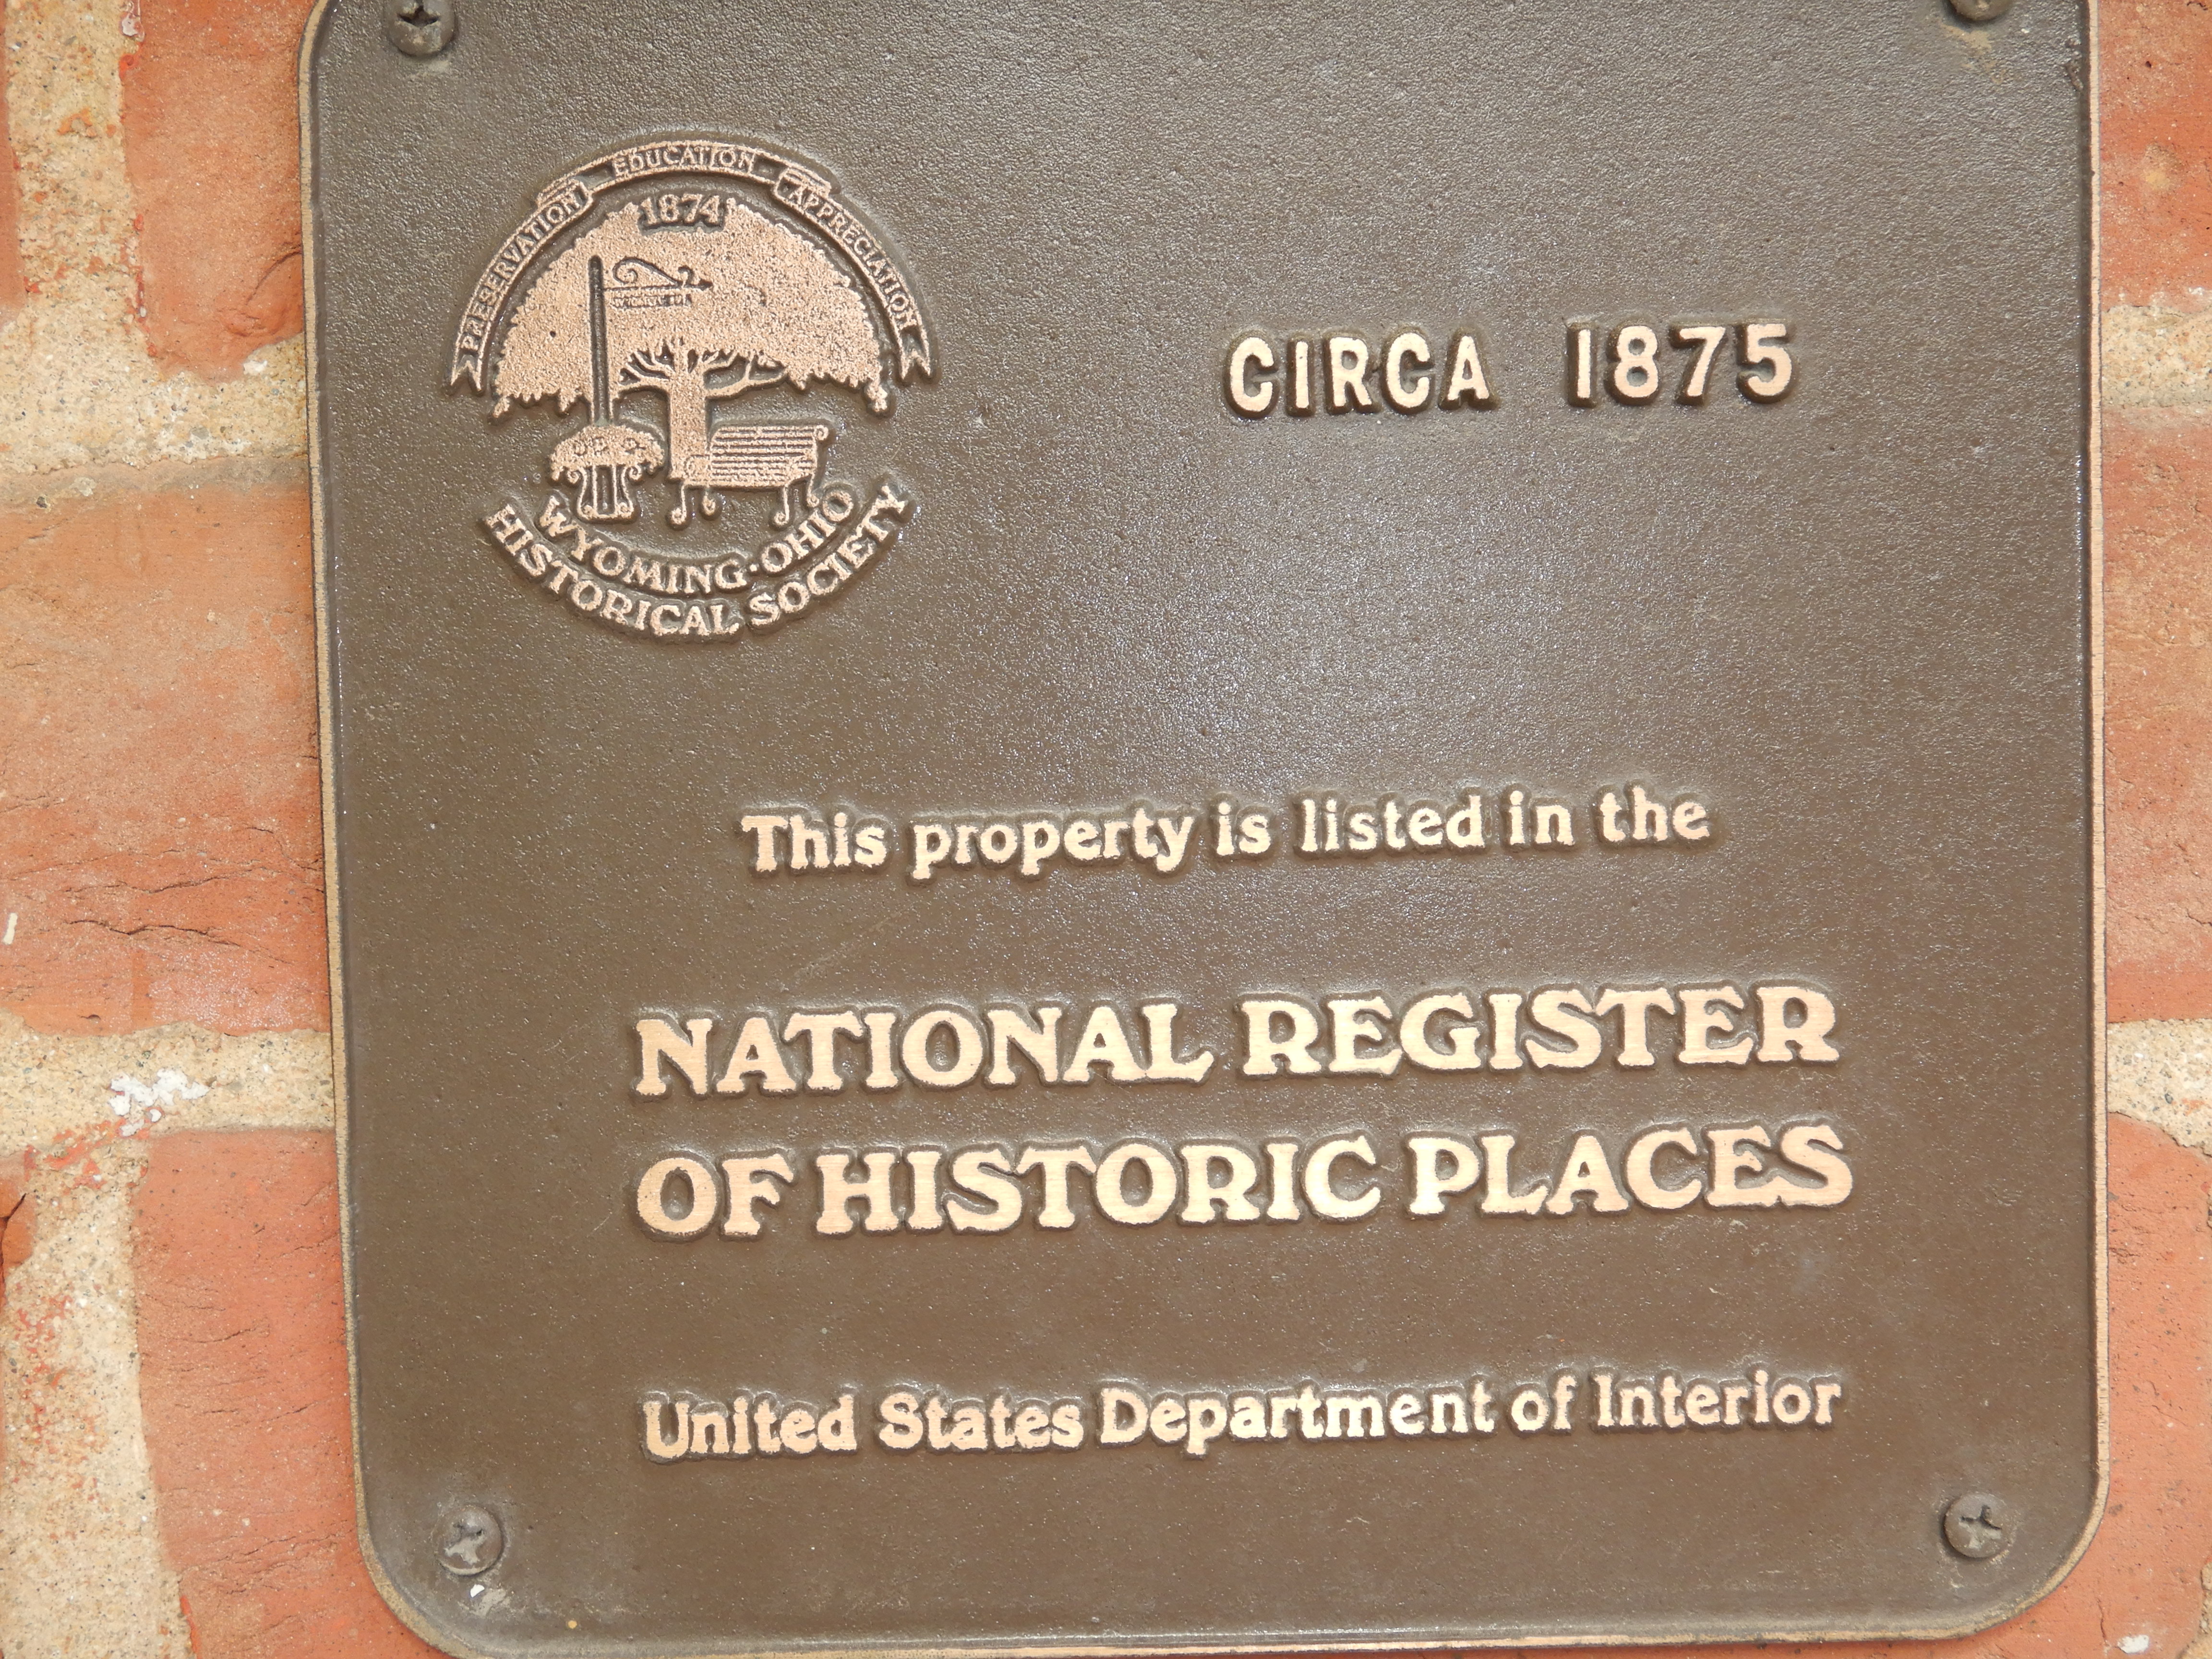 PRESERVATION EDUCATION APPRECIATION
1874
WYOMING·OHIO
HISTORICAL SOCIETY
CIRCA 1875
This property is listed in the
NATIONAL REGISTER
OF HISTORIC PLACES
United States Department of Interior